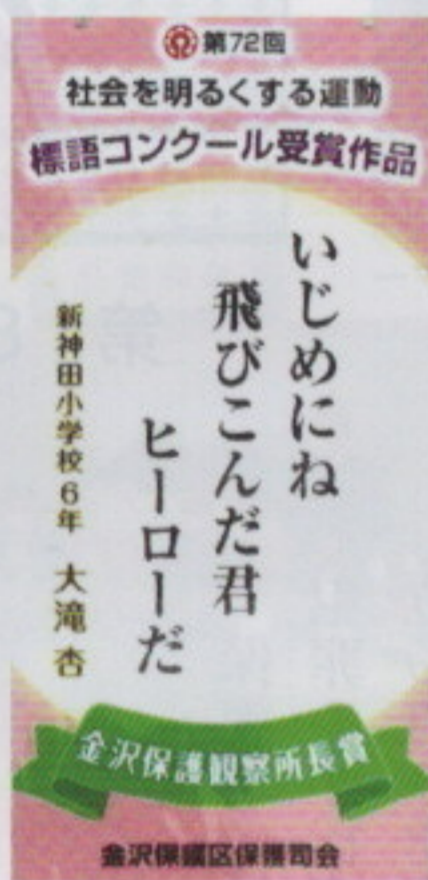 第72回
社会を明るくする運動
標語コンクール受賞作品
いじめにね
飛びこんだ君
ヒーローだ
新神田小学校6年 大滝 杏
金沢保護観察所長賞
金沢保護区保護司会